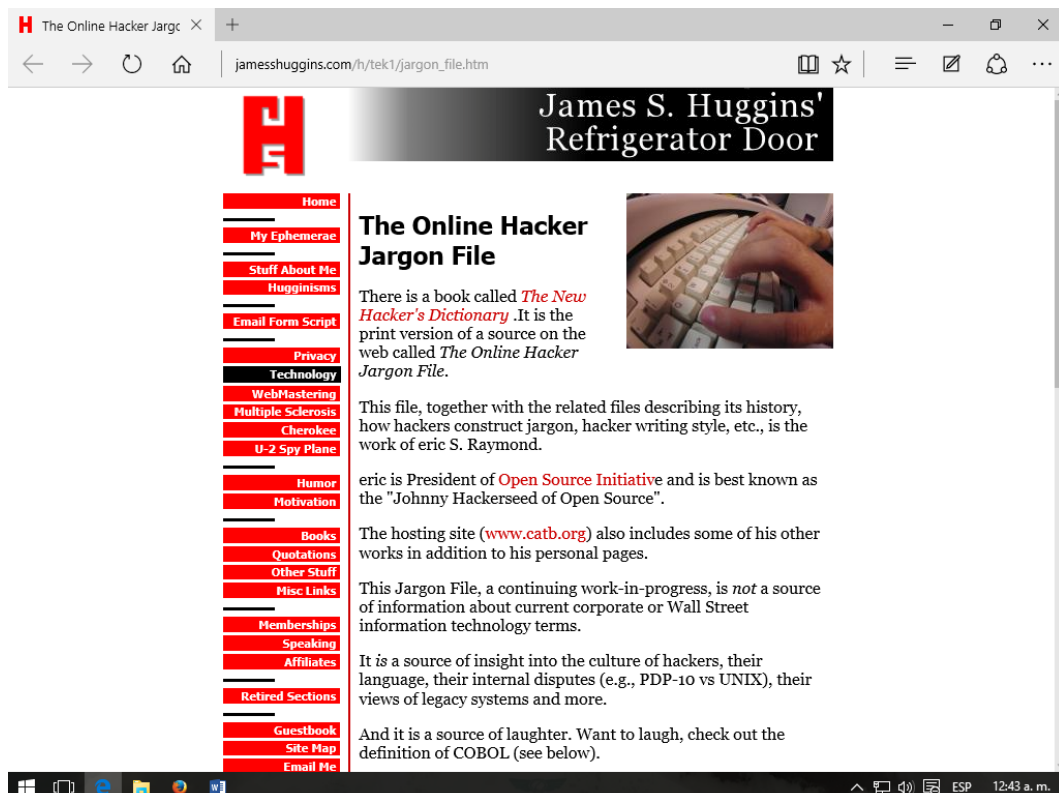 The Online Hacker Jargc
jamesshuggins.com/h/tek1/jargon_file.htm
James S. Huggins'
Refrigerator Door
Home
My Ephemerae
Stuff About Me
Hugginisms
Email Form Script
Privacy
Technology
WebMastering
Multiple Sclerosis
Cherokee
U-2 Spy Plane
Humor
Motivation
Books
Quotations
Other Stuff
Misc Links
Memberships
Speaking
Affiliates
Retired Sections
Guestbook
Site Map
Email Me
The Online Hacker
Jargon File
There is a book called The New
Hacker's Dictionary .It is the
print version of a source on the
web called The Online Hacker
Jargon File.
This file, together with the related files describing its history,
how hackers construct jargon, hacker writing style, etc., is the
work of eric S. Raymond.
eric is President of Open Source Initiative and is best known as
the "Johnny Hackerseed of Open Source".
The hosting site (www.catb.org) also includes some of his other
works in addition to his personal pages.
This Jargon File, a continuing work-in-progress, is not a source
of information about current corporate or Wall Street
information technology terms.
It is a source of insight into the culture of hackers, their
language, their internal disputes (e.g., PDP-10 vs UNIX), their
views of legacy systems and more.
And it is a source of laughter. Want to laugh, check out the
definition of COBOL (see below).
ESP 12:43 a. m.